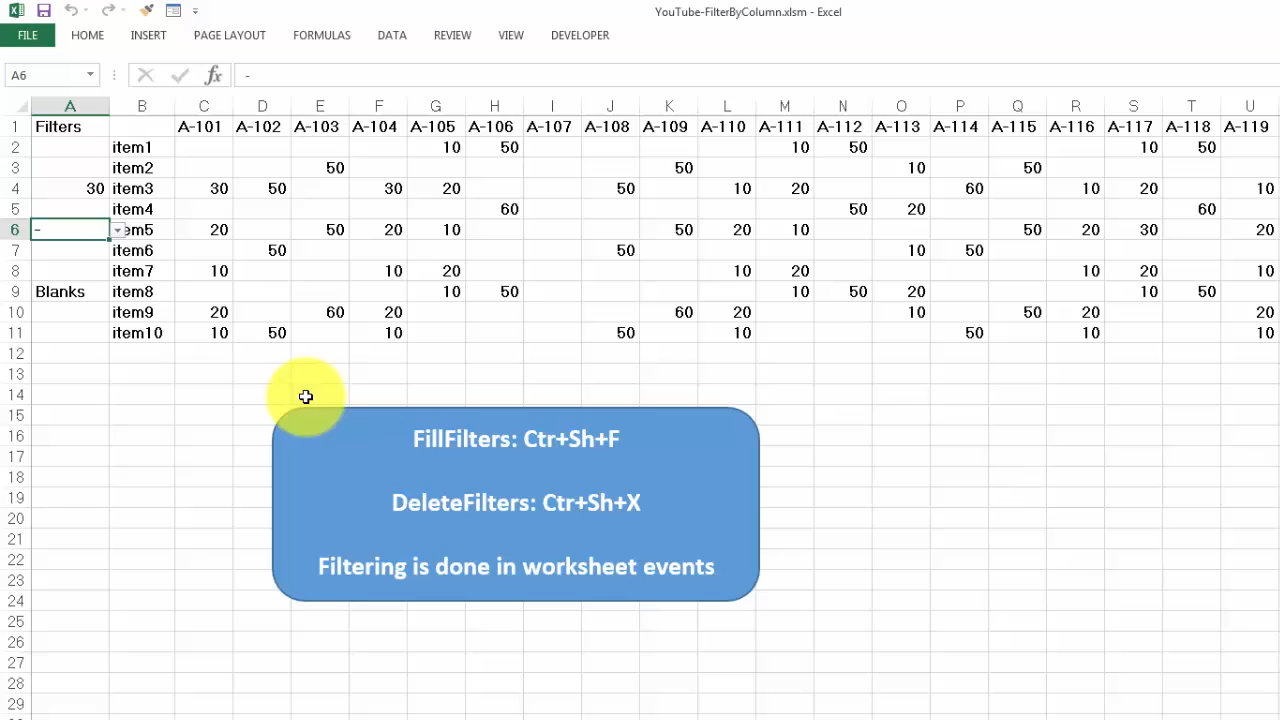 YouTube-FilterByColumn.xlsm - Excel
FILE HOME INSERT PAGE LAYOUT FORMULAS DATA REVIEW VIEW DEVELOPER
A6 fx -
A B C D E F G H I J K L M N O P Q R S T U
1 Filters A-101 A-102 A-103 A-104 A-105 A-106 A-107 A-108 A-109 A-110 A-111 A-112 A-113 A-114 A-115 A-116 A-117 A-118 A-119
2 item1 10 50 10 50 10 50
3 item2 50 50 10 50
4 30 item3 30 50 30 20 50 10 20 60 10 20 10
5 item4 60 50 20 60
6 - em5 20 50 20 10 50 20 10 50 20 30 20
7 item6 50 50 10 50
8 item7 10 10 20 10 20 10 20 10
9 Blanks item8 10 50 10 50 20 10 50
10 item9 20 60 20 60 20 10 50 20 20
11 item10 10 50 10 50 10 50 10 10
12
13
14
15
16 FillFilters: Ctr+Sh+F
17
18
19 DeleteFilters: Ctr+Sh+X
20
21
22 Filtering is done in worksheet events
23
24
25
26
27
28
29